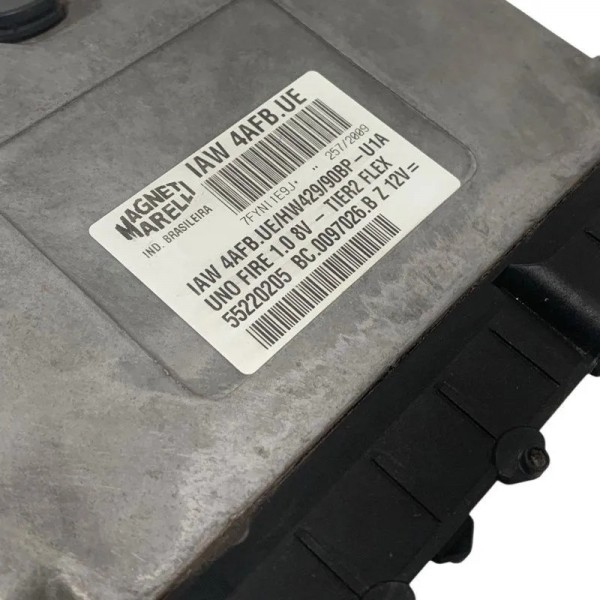 MAGNETI MARELLI IAW 4AFB.UE
IND. BRASILEIRA 7FYNI1E9J* " 257/2009
IAW 4AFB.UE/HW429/90BP-U1A
UNO FIRE 1.0 8V - TIER2 FLEX
55220205 BC.0097026.B Z 12V =